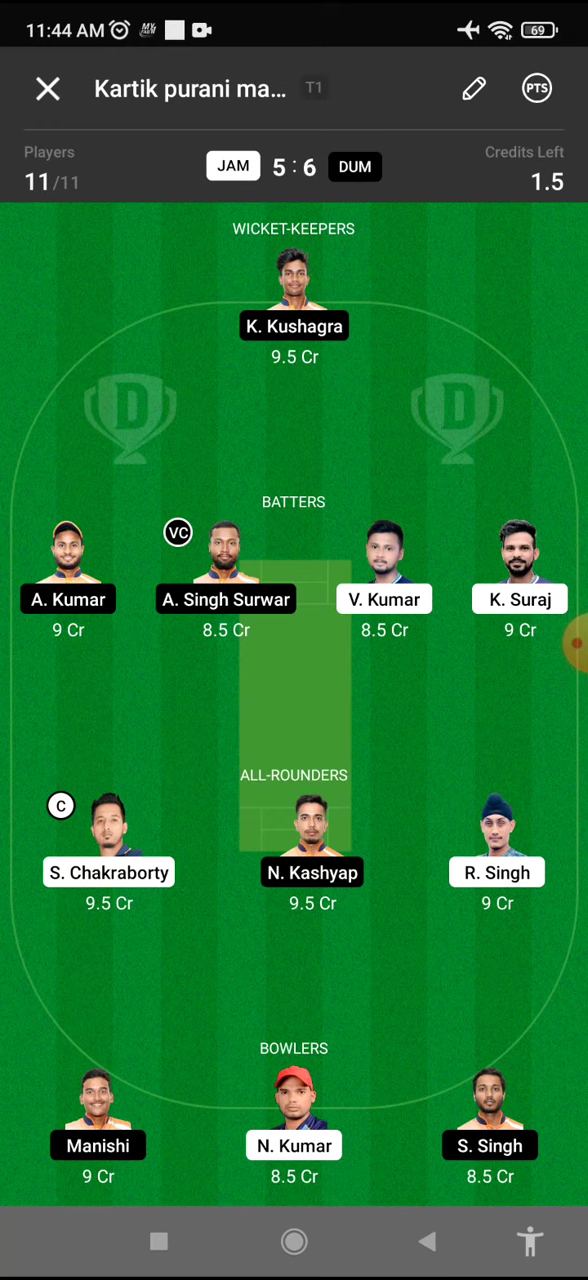 11:44 AM
69
Kartik purani ma... T1
PTS
Players
Credits Left
11/11
JAM 5 : 6 DUM
1.5
WICKET-KEEPERS
K. Kushagra
9.5 Cr
D D
BATTERS
VC
A. Kumar A. Singh Surwar V. Kumar K. Suraj
9 Cr 8.5 Cr 8.5 Cr 9 Cr
ALL-ROUNDERS
C
S. Chakraborty N. Kashyap R. Singh
9.5 Cr 9.5 Cr 9 Cr
BOWLERS
Manishi N. Kumar S. Singh
9 Cr 8.5 Cr 8.5 Cr